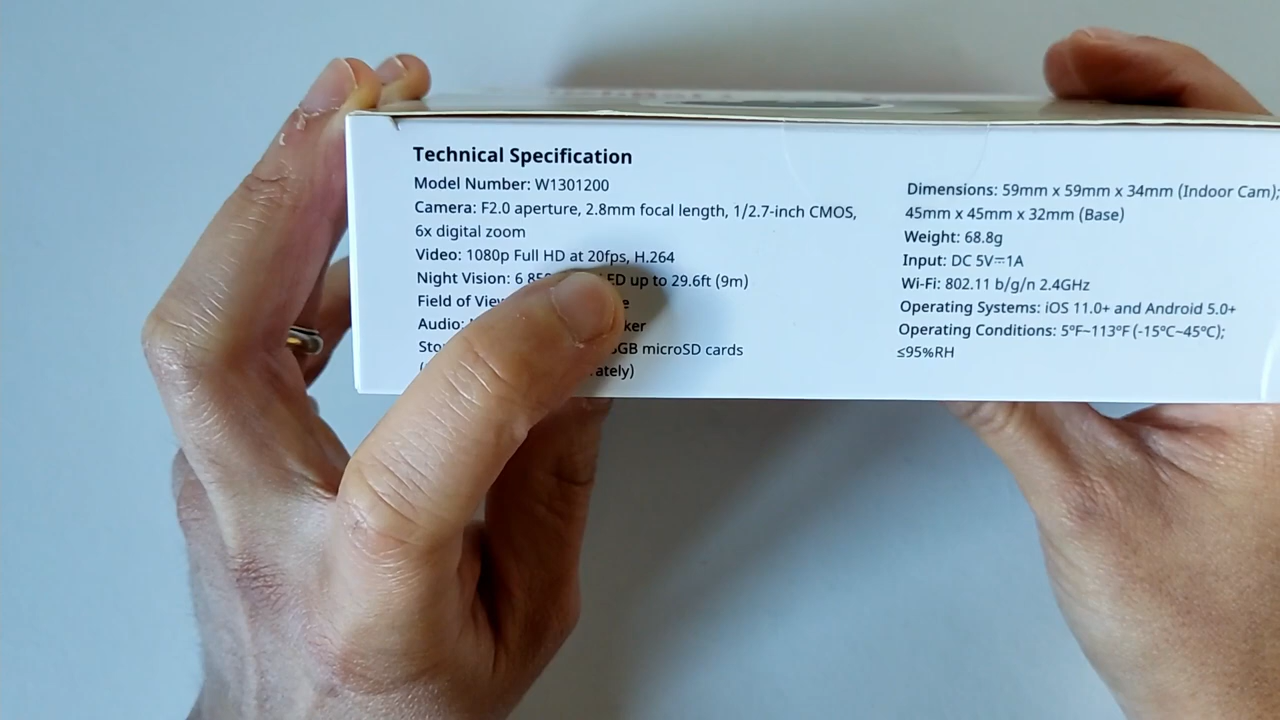 Technical Specification
Model Number: W1301200
Camera: F2.0 aperture, 2.8mm focal length, 1/2.7-inch CMOS,
6x digital zoom
Video: 1080p Full HD at 20fps, H.264
Night Vision: 6 up to 29.6ft (9m)
Field of
Audio:
microSD cards
Dimensions: 59mm x 59mm x 34mm (Indoor Cam);
45mm x 45mm x 32mm (Base)
Weight: 68.8g
Input: DC 5V⎓1A
Wi-Fi: 802.11 b/g/n 2.4GHz
Operating Systems: iOS 11.0+ and Android 5.0+
Operating Conditions: 5°F~113°F (-15°C~45°C);
≤95%RH